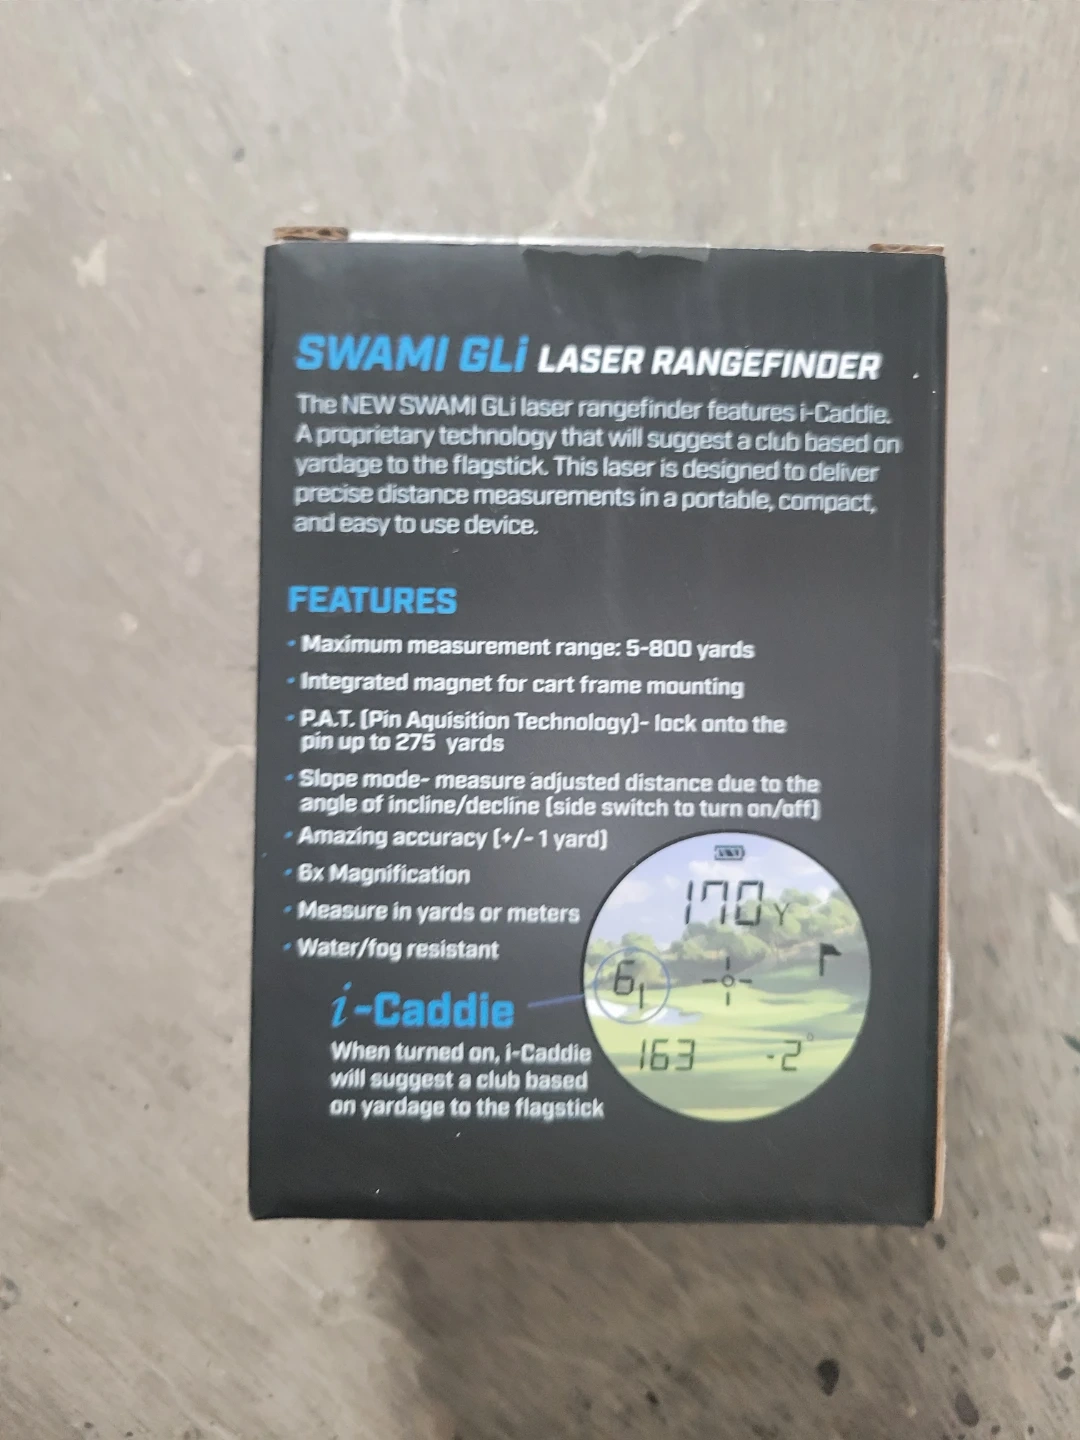 SWAMI GLi LASER RANGEFINDER
The NEW SWAMI GLi laser rangefinder features i-Caddie.
A proprietary technology that will suggest a club based on
yardage to the flagstick. This laser is designed to deliver
precise distance measurements in a portable, compact,
and easy to use device.
FEATURES
• Maximum measurement range: 5-800 yards
• Integrated magnet for cart frame mounting
• P.A.T. (Pin Aquisition Technology)- lock onto the
pin up to 275 yards
• Slope mode- measure adjusted distance due to the
angle of incline/decline (side switch to turn on/off)
• Amazing accuracy (+/- 1 yard)
• 6x Magnification
• Measure in yards or meters
• Water/fog resistant
170Y
6i
163 -2°
i-Caddie
When turned on, i-Caddie
will suggest a club based
on yardage to the flagstick